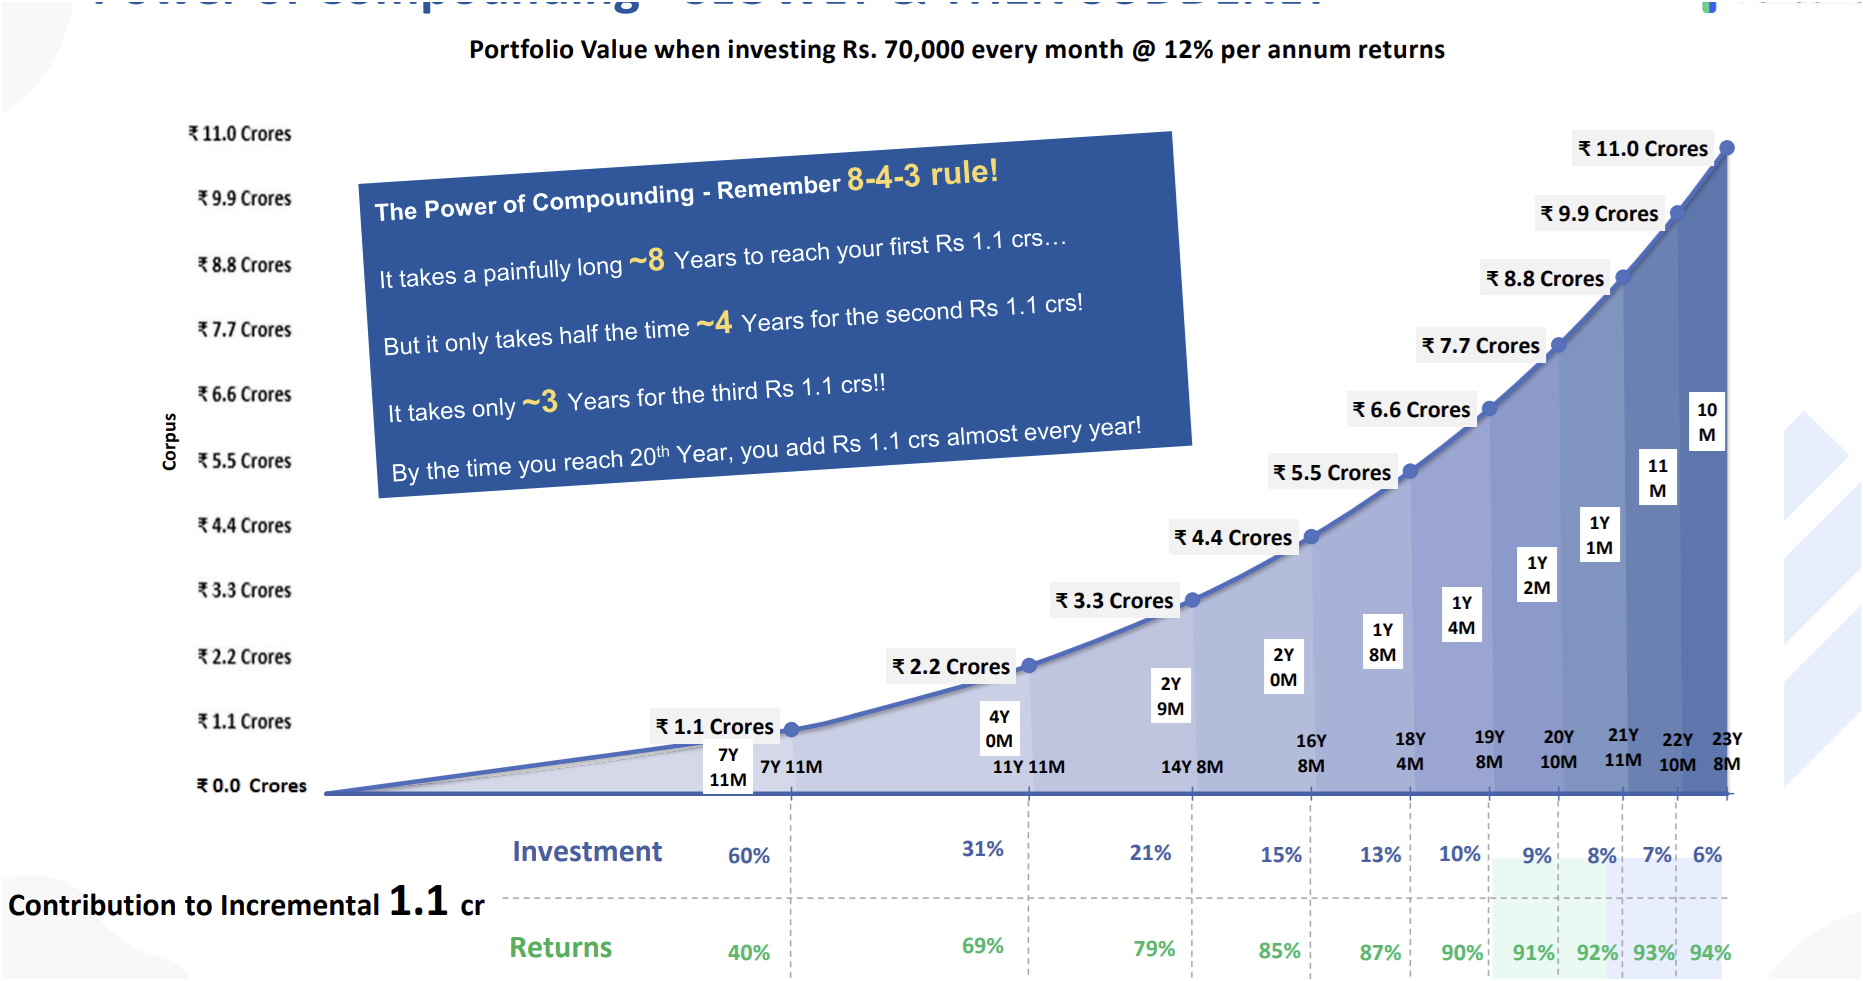 Portfolio Value when investing Rs. 70,000 every month @ 12% per annum returns
₹ 11.0 Crores
₹ 9.9 Crores
₹ 8.8 Crores
₹ 7.7 Crores
₹ 6.6 Crores
₹ 5.5 Crores
₹ 4.4 Crores
₹ 3.3 Crores
₹ 2.2 Crores
₹ 1.1 Crores
₹ 0.0 Crores
Corpus
The Power of Compounding - Remember 8-4-3 rule!
It takes a painfully long ~8 Years to reach your first Rs 1.1 crs...
But it only takes half the time ~4 Years for the second Rs 1.1 crs!
It takes only ~3 Years for the third Rs 1.1 crs!!
By the time you reach 20th Year, you add Rs 1.1 crs almost every year!
₹ 1.1 Crores
₹ 2.2 Crores
₹ 3.3 Crores
₹ 4.4 Crores
₹ 5.5 Crores
₹ 6.6 Crores
₹ 7.7 Crores
₹ 8.8 Crores
₹ 9.9 Crores
₹ 11.0 Crores
7Y
11M
4Y
0M
2Y
9M
2Y
0M
1Y
8M
1Y
4M
1Y
2M
1Y
1M
11
M
10
M
7Y 11M
11Y 11M
14Y 8M
16Y
8M
18Y
4M
19Y
8M
20Y
10M
21Y
11M
22Y
10M
23Y
8M
Contribution to Incremental 1.1 cr
Investment 60% 31% 21% 15% 13% 10% 9% 8% 7% 6%
Returns 40% 69% 79% 85% 87% 90% 91% 92% 93% 94%